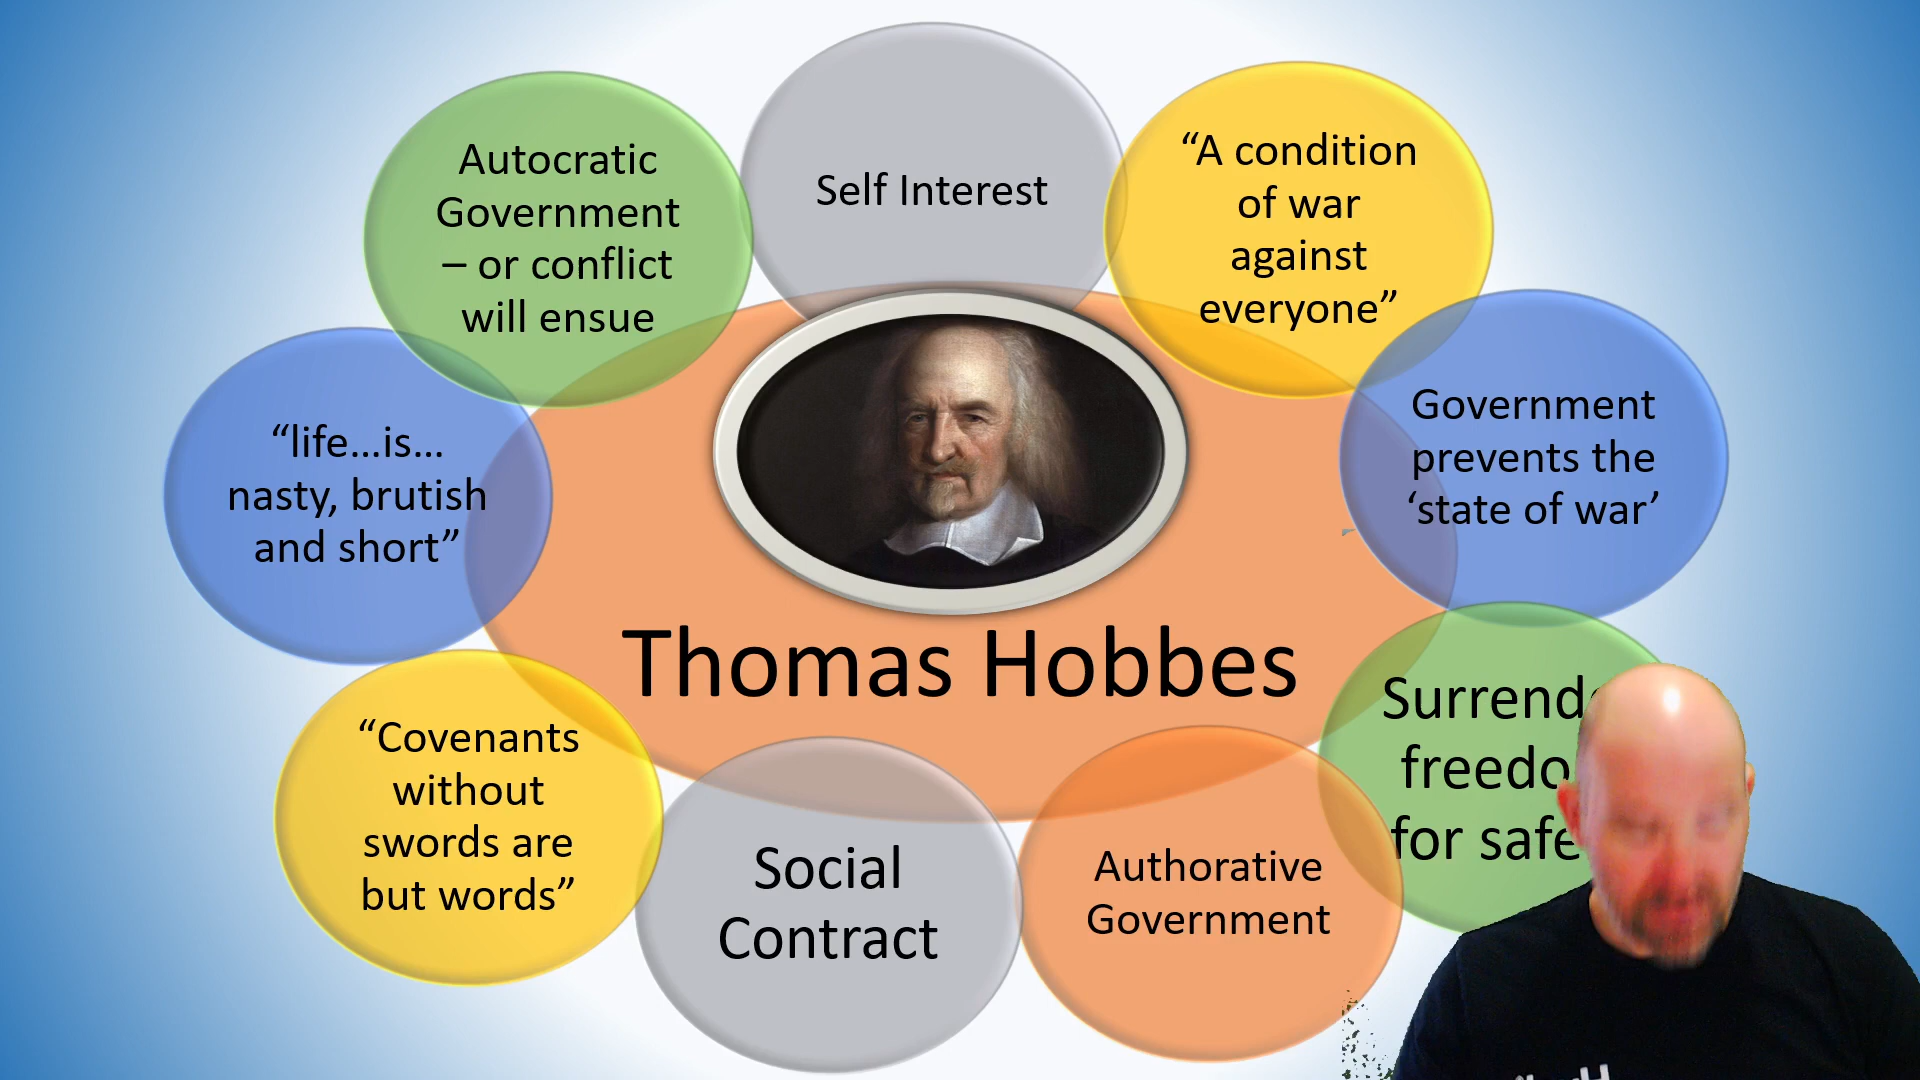 Self Interest
“A condition
of war
against
everyone”
Government
prevents the
‘state of war’
for
Authorative
Government
Social
Contract
“Covenants
without
swords are
but words”
“life...is...
nasty, brutish
and short”
Autocratic
Government
– or conflict
will ensue
Thomas Hobbes